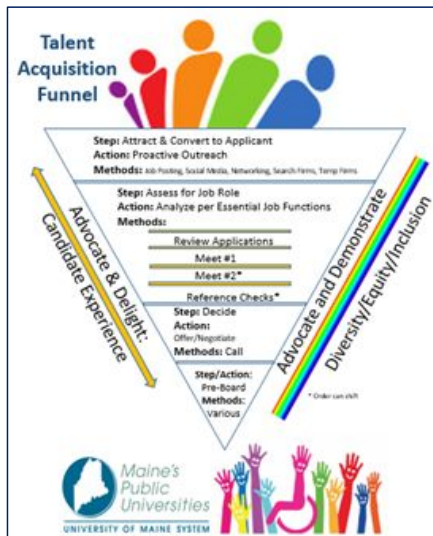 Talent
Acquisition
Funnel
Step: Attract & Convert to Applicant
Action: Proactive Outreach
Methods: Job Posting, Social Media, Networking, Search Firms, Temp Firms
Step: Assess for Job Role
Action: Analyze per Essential Job Functions
Methods:
Review Applications
Meet #1
Meet #2*
Reference Checks*
Step: Decide
Action:
Offer/Negotiate
Methods: Call
Step/Action:
Pre-Board
Methods:
Various
Advocate & Delight:
Candidate Experience
Advocate and Demonstrate
Diversity/Equity/Inclusion
* Order can shift
Maine's
Public
Universities
UNIVERSITY OF MAINE SYSTEM